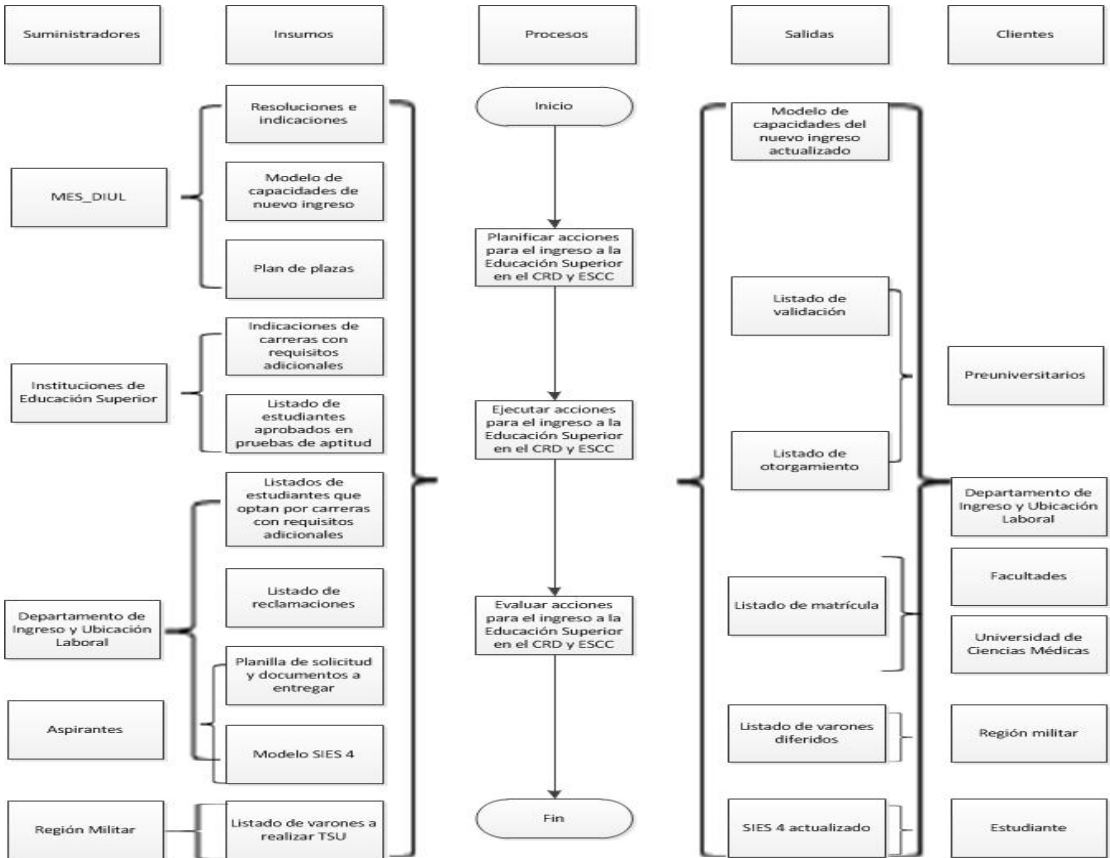 Suministradores
Insumos
Procesos
Salidas
Clientes
MES_DIUL
Instituciones de
Educación Superior
Departamento de
Ingreso y Ubicación
Laboral
Aspirantes
Región Militar
Resoluciones e
indicaciones
Modelo de
capacidades de
nuevo ingreso
Plan de plazas
Indicaciones de
carreras con
requisitos
adicionales
Listado de
estudiantes
aprobados en
pruebas de aptitud
Listados de
estudiantes que
optan por carreras
con requisitos
adicionales
Listado de
reclamaciones
Planilla de solicitud
y documentos a
entregar
Modelo SIES 4
Listado de varones a
realizar TSU
Inicio
Planificar acciones
para el ingreso a la
Educación Superior
en el CRD y ESCC
Ejecutar acciones
para el ingreso a la
Educación Superior
en el CRD y ESCC
Evaluar acciones
para el ingreso a la
Educación Superior
en el CRD y ESCC
Fin
Modelo de
capacidades del
nuevo ingreso
actualizado
Listado de
validación
Listado de
otorgamiento
Listado de matrícula
Listado de varones
diferidos
SIES 4 actualizado
Preuniversitarios
Departamento de
Ingreso y Ubicación
Laboral
Facultades
Universidad de
Ciencias Médicas
Región militar
Estudiante